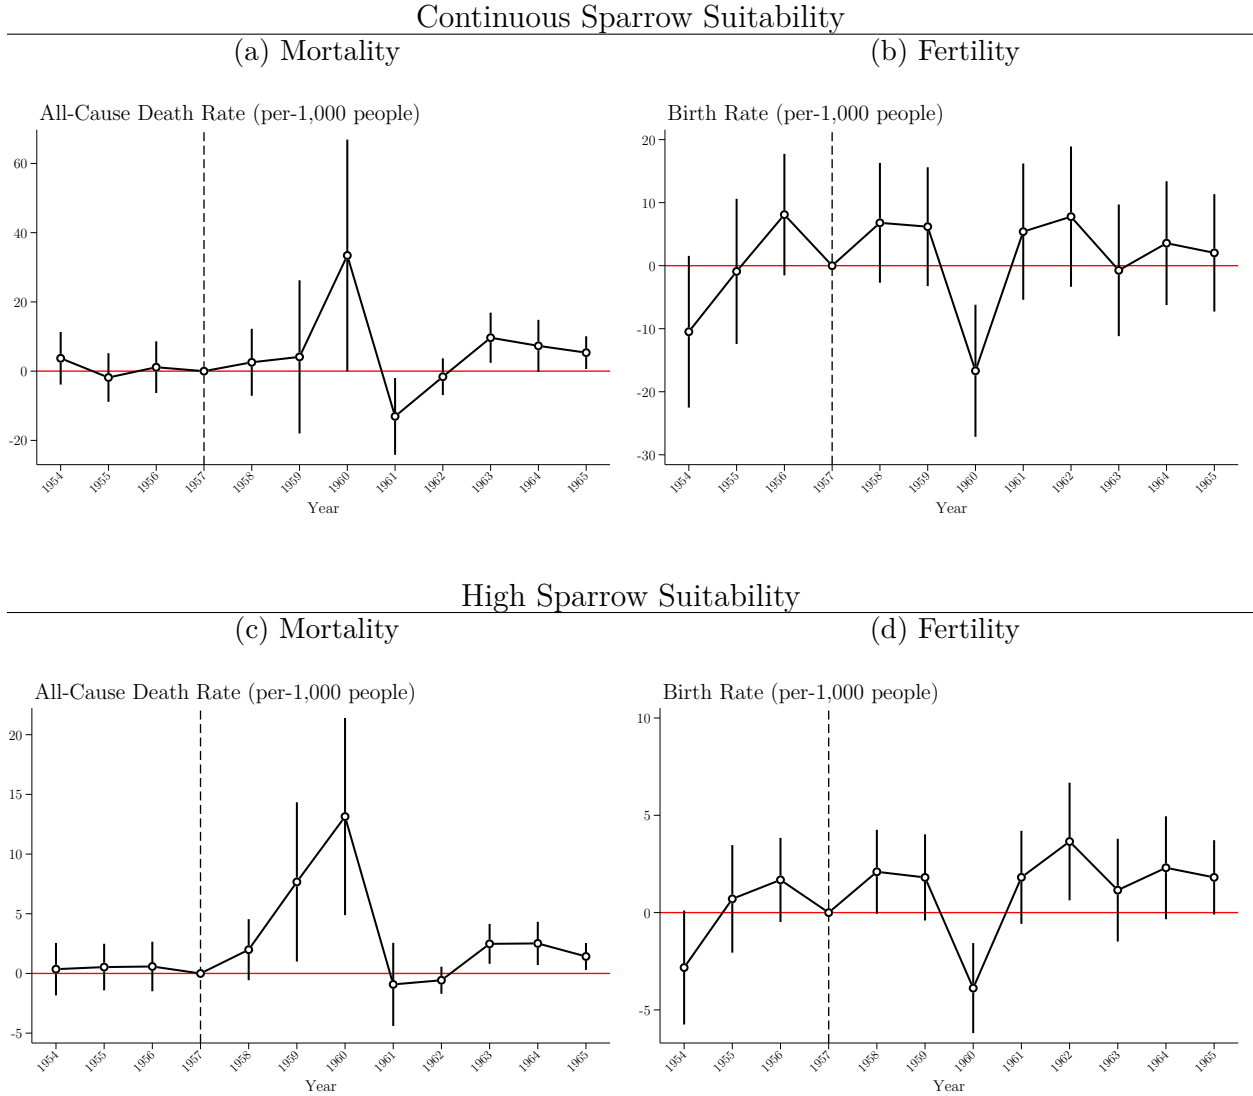 Continuous Sparrow Suitability
(a) Mortality
(b) Fertility
All-Cause Death Rate (per-1,000 people)
60
40
20
0
-20
1954 1955 1956 1957 1958 1959 1960 1961 1962 1963 1964 1965
Year
Birth Rate (per-1,000 people)
20
10
0
-10
-20
-30
1954 1955 1956 1957 1958 1959 1960 1961 1962 1963 1964 1965
Year
High Sparrow Suitability
(c) Mortality
(d) Fertility
All-Cause Death Rate (per-1,000 people)
20
15
10
5
0
-5
1954 1955 1956 1957 1958 1959 1960 1961 1962 1963 1964 1965
Year
Birth Rate (per-1,000 people)
10
5
0
-5
1954 1955 1956 1957 1958 1959 1960 1961 1962 1963 1964 1965
Year